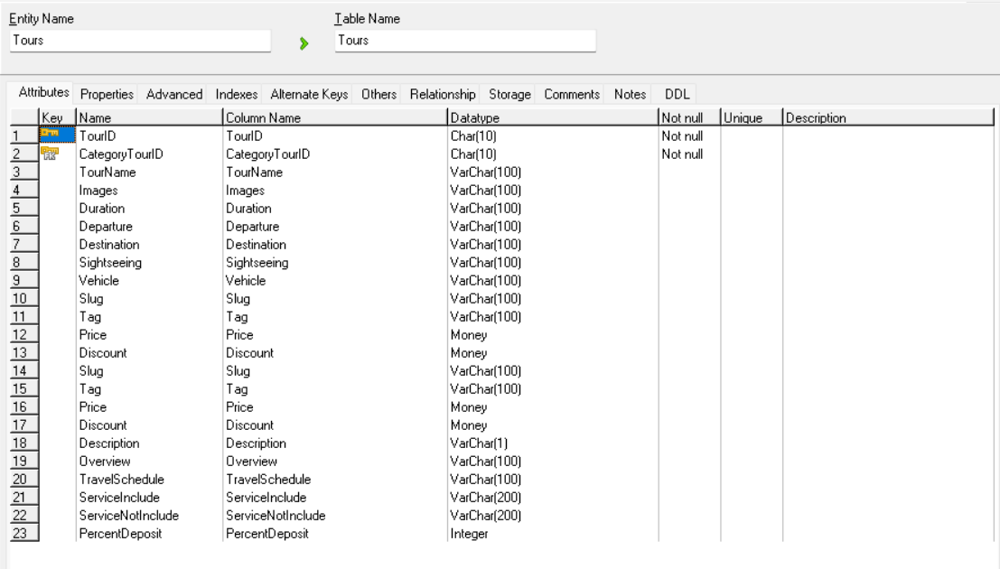 Entity Name Table Name
Tours Tours
Attributes Properties Advanced Indexes Alternate Keys Others Relationship Storage Comments Notes DDL
Key Name Column Name Datatype Not null Unique Description
1 TourID TourID Char(10) Not null
2 FK CategoryTourID CategoryTourID Char(10) Not null
3 TourName TourName VarChar(100)
4 Images Images VarChar(100)
5 Duration Duration VarChar(100)
6 Departure Departure VarChar(100)
7 Destination Destination VarChar(100)
8 Sightseeing Sightseeing VarChar(100)
9 Vehicle Vehicle VarChar(100)
10 Slug Slug VarChar(100)
11 Tag Tag VarChar(100)
12 Price Price Money
13 Discount Discount Money
14 Slug Slug VarChar(100)
15 Tag Tag VarChar(100)
16 Price Price Money
17 Discount Discount Money
18 Description Description VarChar(1)
19 Overview Overview VarChar(100)
20 TravelSchedule TravelSchedule VarChar(100)
21 ServiceInclude ServiceInclude VarChar(200)
22 ServiceNotInclude ServiceNotInclude VarChar(200)
23 PercentDeposit PercentDeposit Integer